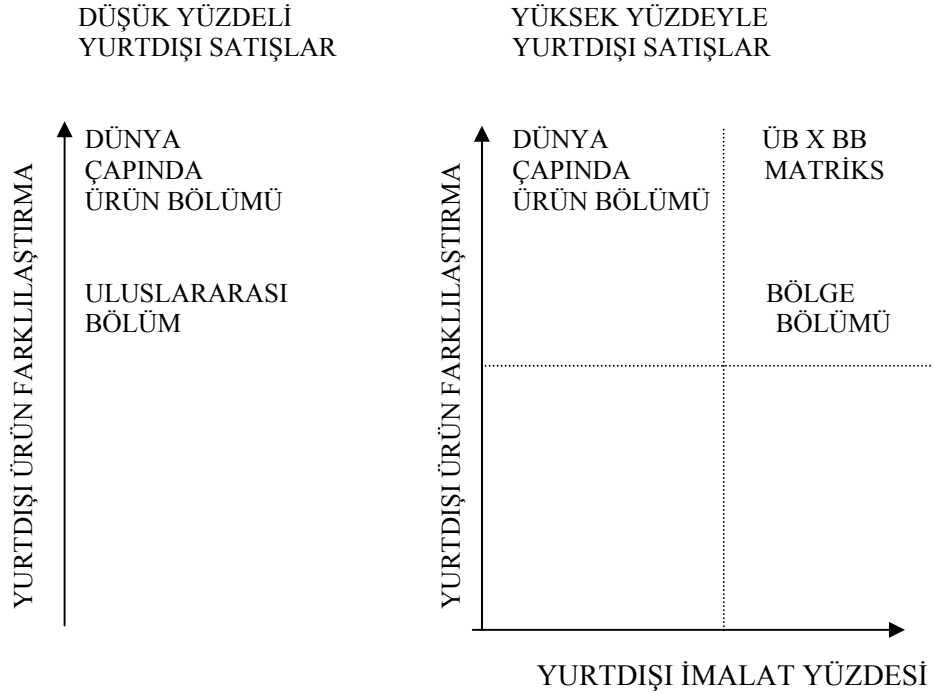 DÜŞÜK YÜZDELİ
YURTDIŞI SATIŞLAR
YÜKSEK YÜZDEYLE
YURTDIŞI SATIŞLAR
YURTDIŞI ÜRÜN FARKLILAŞTIRMA
DÜNYA
ÇAPINDA
ÜRÜN BÖLÜMÜ
ULUSLARARASI
BÖLÜM
YURTDIŞI ÜRÜN FARKLILAŞTIRMA
DÜNYA
ÇAPINDA
ÜRÜN BÖLÜMÜ
ÜB X BB
MATRİKS
BÖLGE
BÖLÜMÜ
YURTDIŞI İMALAT YÜZDESİ